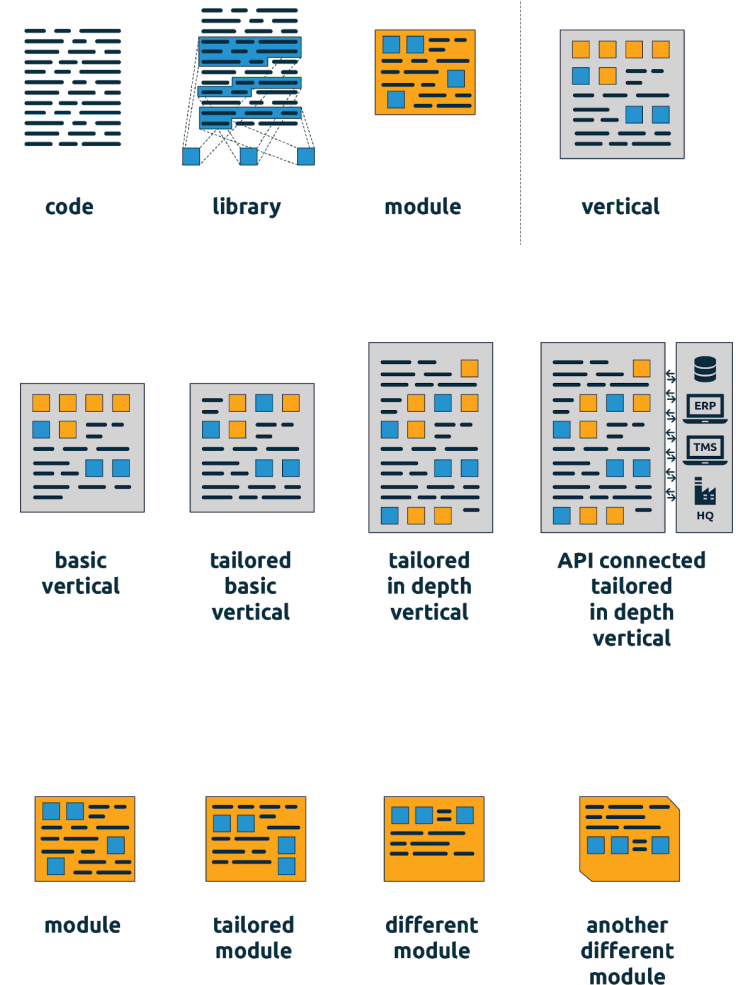 code
library
module
vertical
ERP
TMS
HQ
basic
vertical
tailored
basic
vertical
tailored
in depth
vertical
API connected
tailored
in depth
vertical
module
tailored
module
different
module
another
different
module